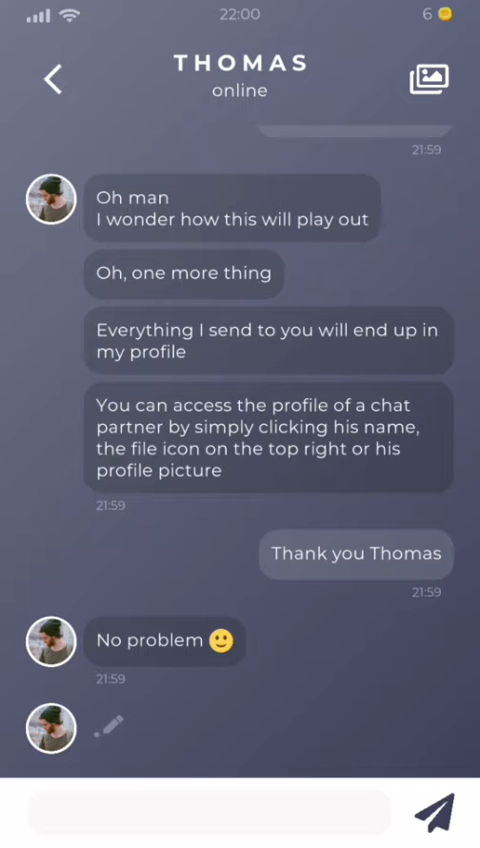 22:00
6
THOMAS
online
21:59
Oh man
I wonder how this will play out
Oh, one more thing
Everything I send to you will end up in
my profile
You can access the profile of a chat
partner by simply clicking his name,
the file icon on the top right or his
profile picture
21:59
Thank you Thomas
21:59
No problem 🙂
21:59